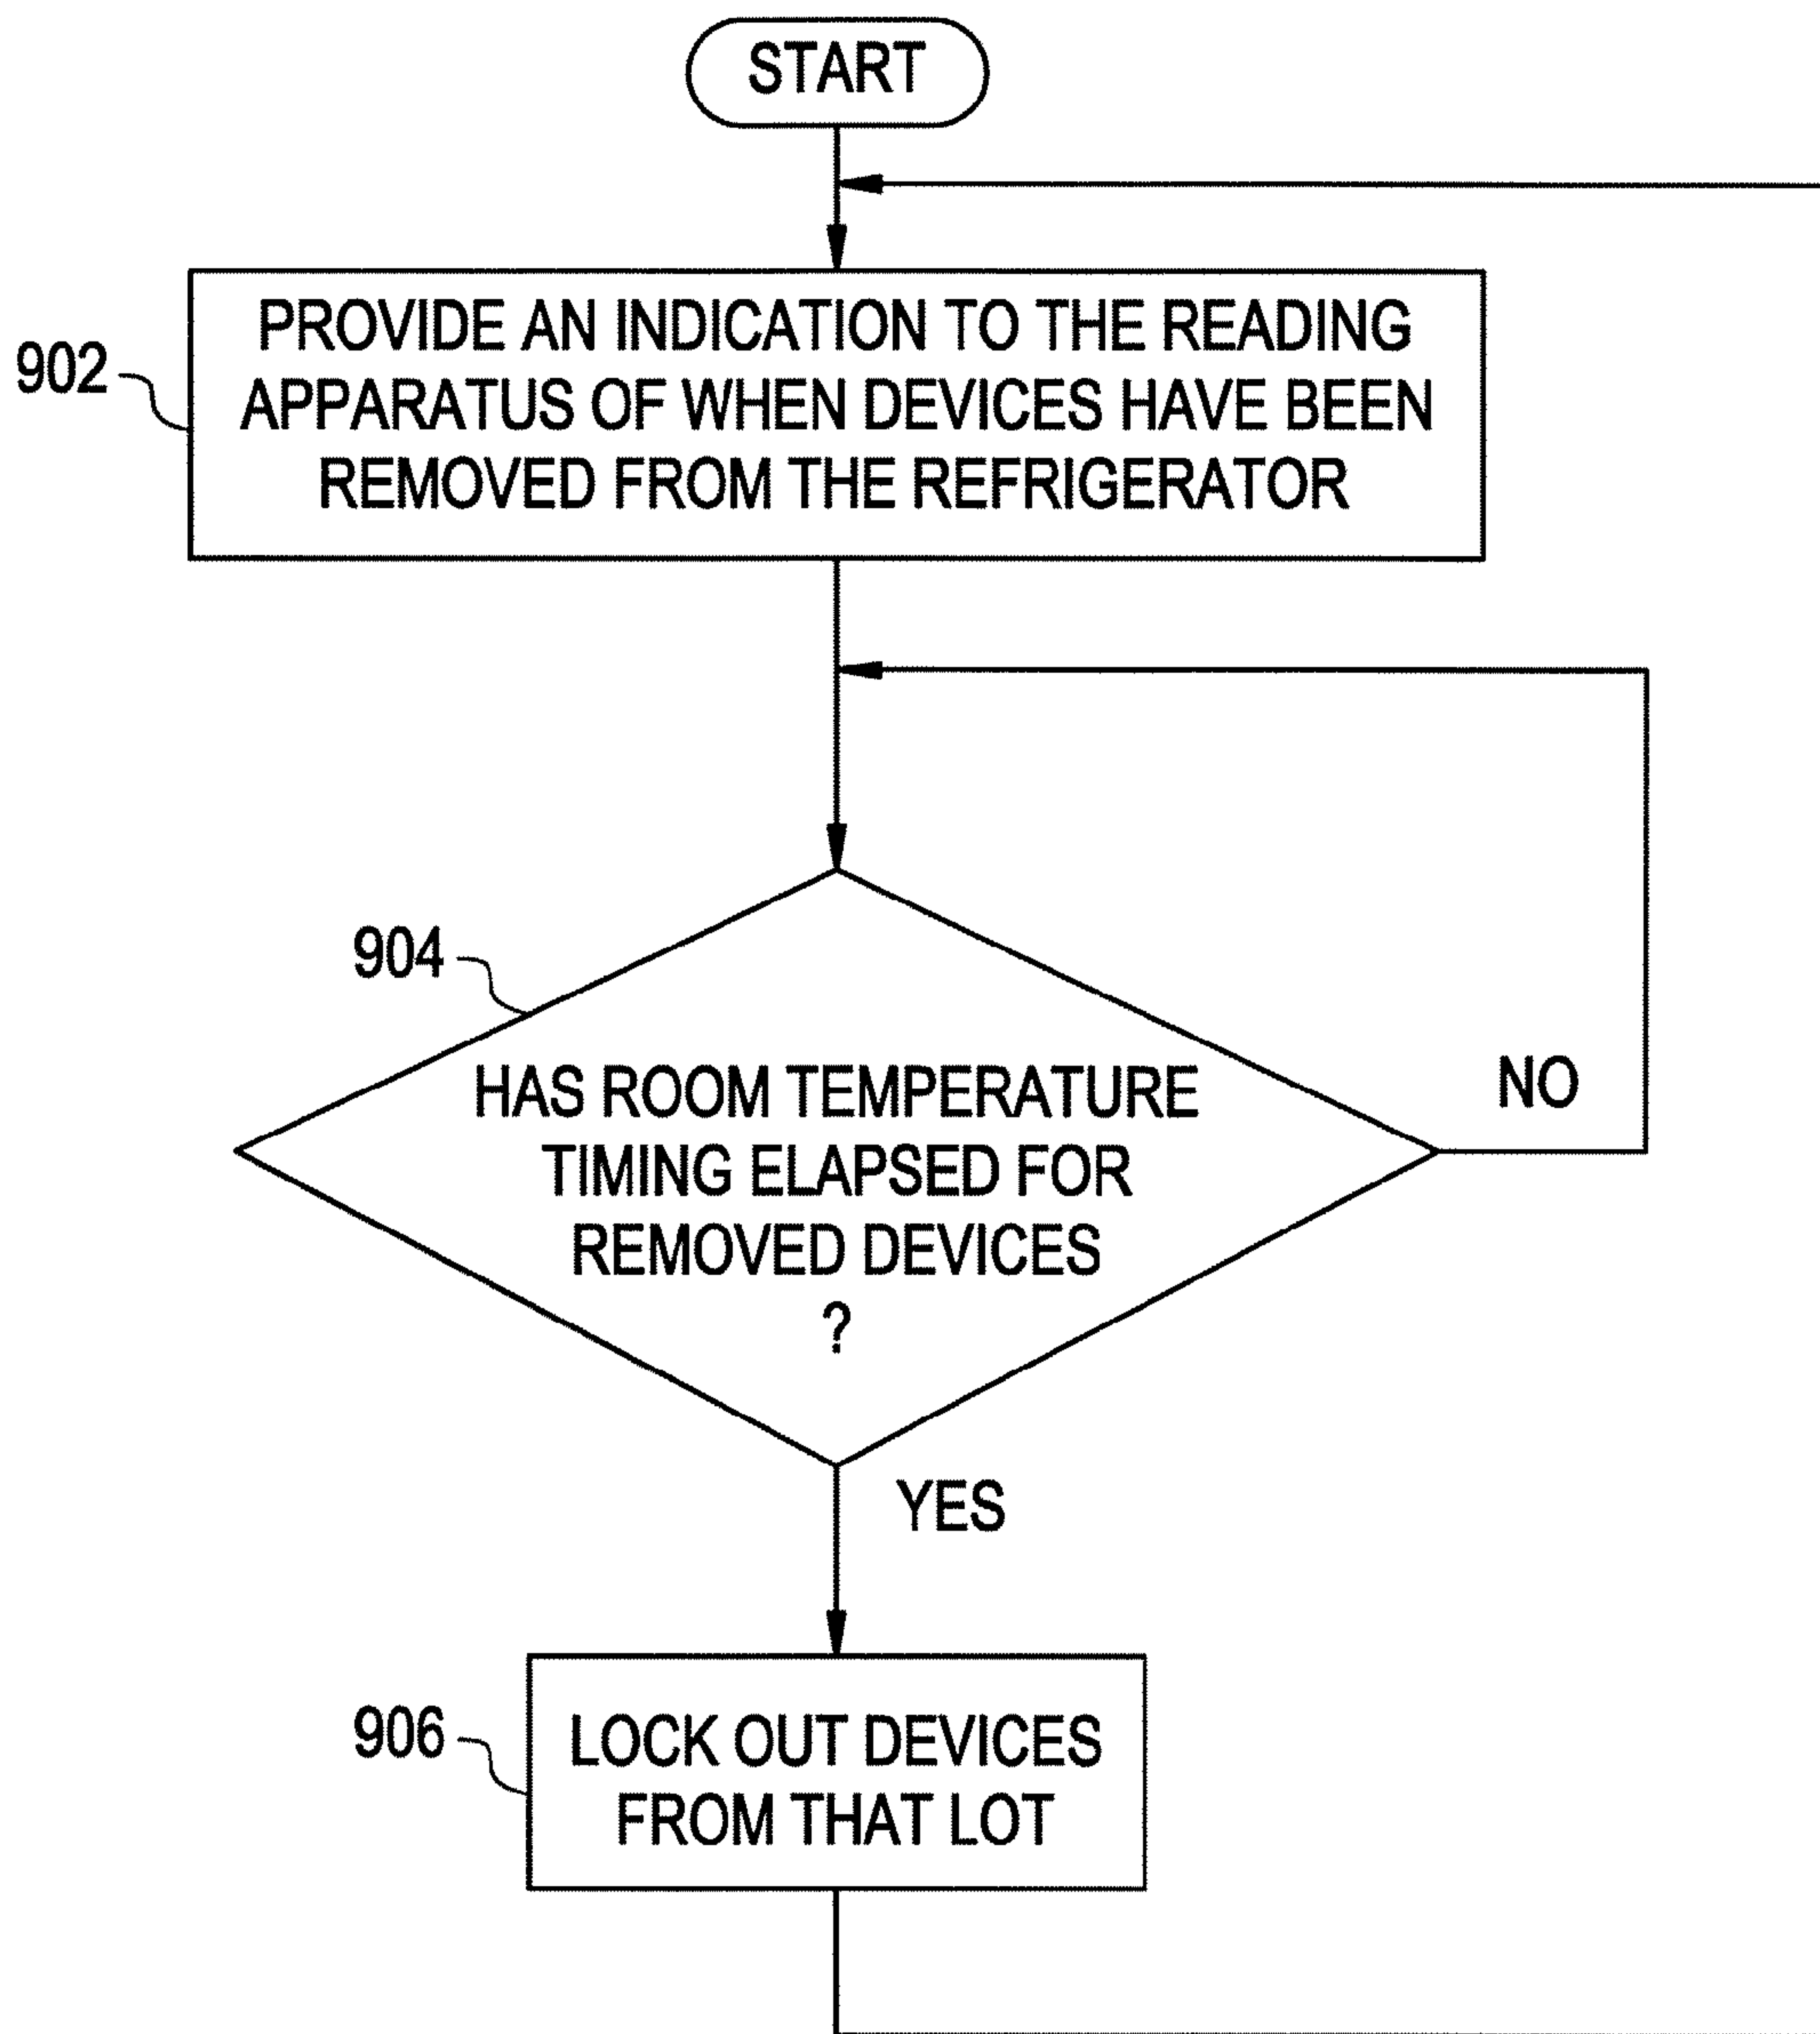 START
PROVIDE AN INDICATION TO THE READING
902
APPARATUS OF WHEN DEVICES HAVE BEEN
REMOVED FROM THE REFRIGERATOR
904
HAS ROOM TEMPERATURE
NO
TIMING ELAPSED FOR
REMOVED DEVICES
?
YES
906
LOCK OUT DEVICES
FROM THAT LOT